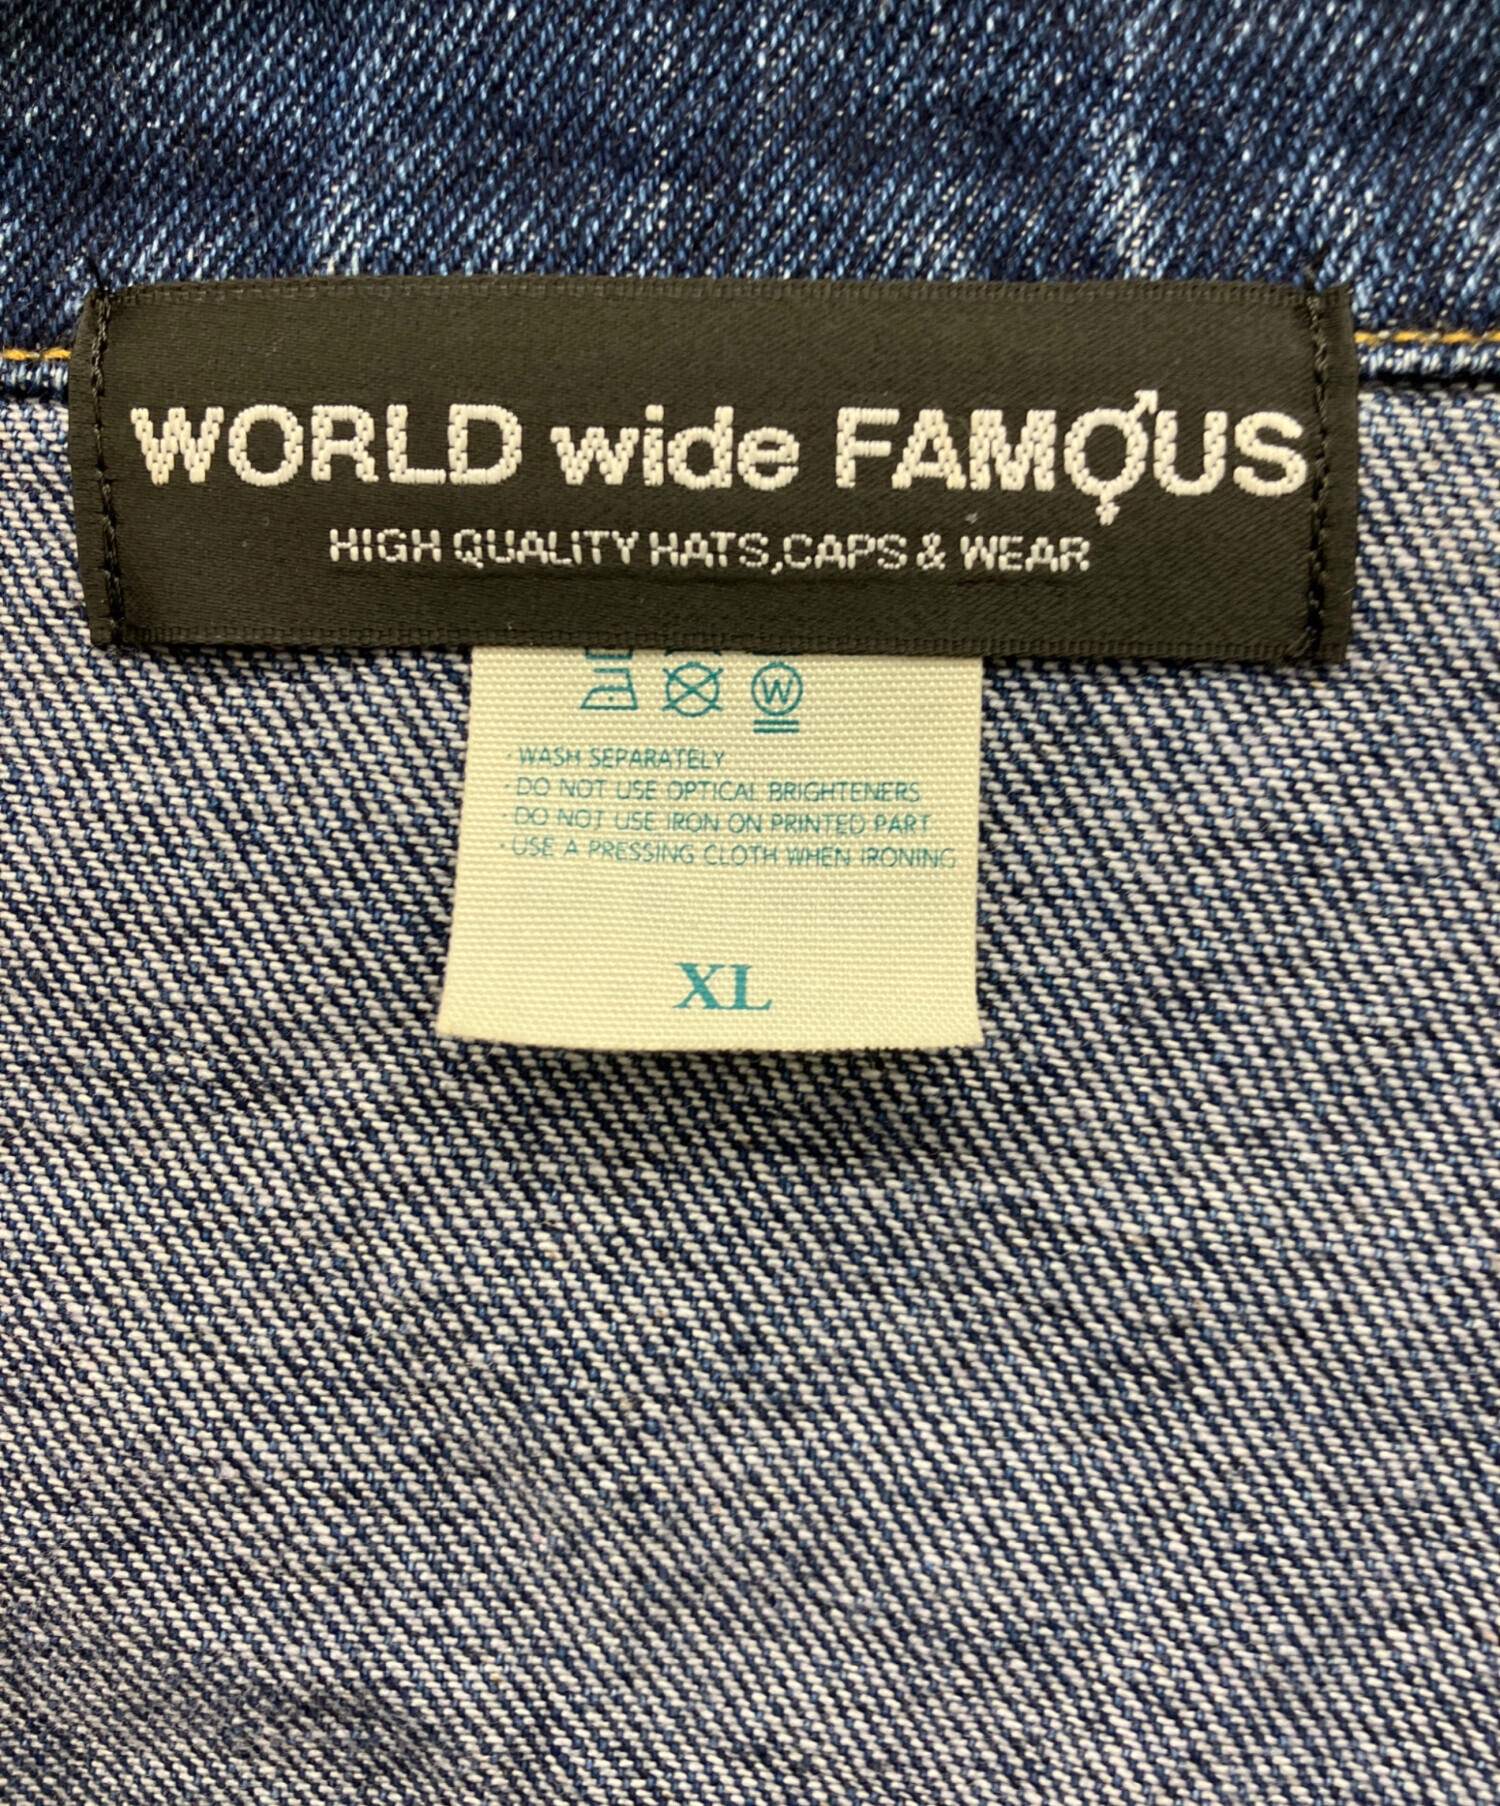 WORLD wide FAMOUS
HIGH QUALITY HATS,CAPS & WEAR
W
· WASH SEPARATELY
· DO NOT USE OPTICAL BRIGHTENERS
· DO NOT USE IRON ON PRINTED PART
· USE A PRESSING CLOTH WHEN IRONING
XL